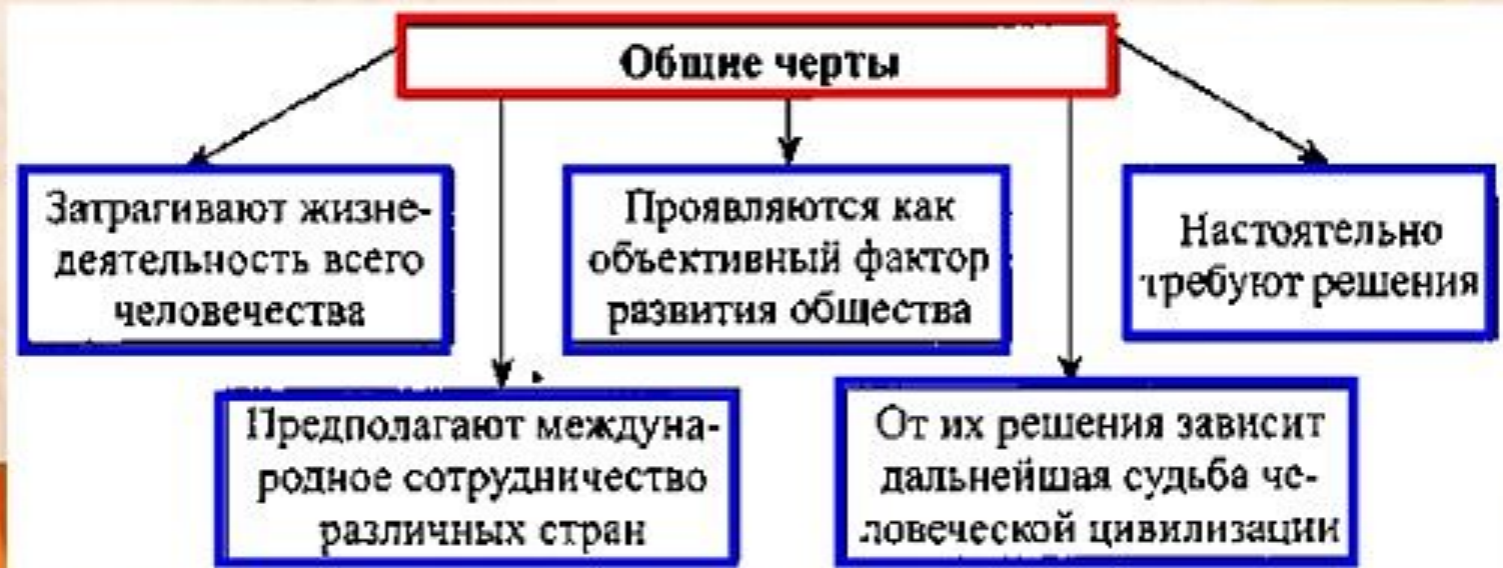 Общие черты
Затрагивают жизне-
деятельность всего
человечества
Проявляются как
объективный фактор
развития общества
Настоятельно
требуют решения
Предполагают междуна-
родное сотрудничество
различных стран
От их решения зависит
дальнейшая судьба че-
ловеческой цивилизации